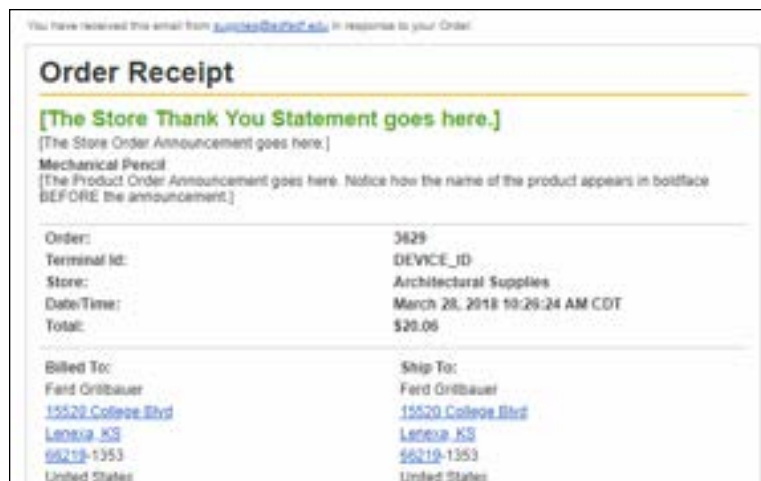 You have received this email from in response to your Order.
Order Receipt
[The Store Thank You Statement goes here.]
[The Store Order Announcement goes here.]
Mechanical Pencil
[The Product Order Announcement goes here. Notice how the name of the product appears in boldface
BEFORE the announcement.]
Order: 3629
Terminal Id: DEVICE_ID
Store: Architectural Supplies
Date/Time: March 28, 2018 10:26:24 AM CDT
Total: $20.06
Billed To: Ship To:
Ferd Grillbauer Ferd Grillbauer
15520 College Blvd 15520 College Blvd
Lenexa, KS Lenexa, KS
66219-1353 66219-1353
United States United States